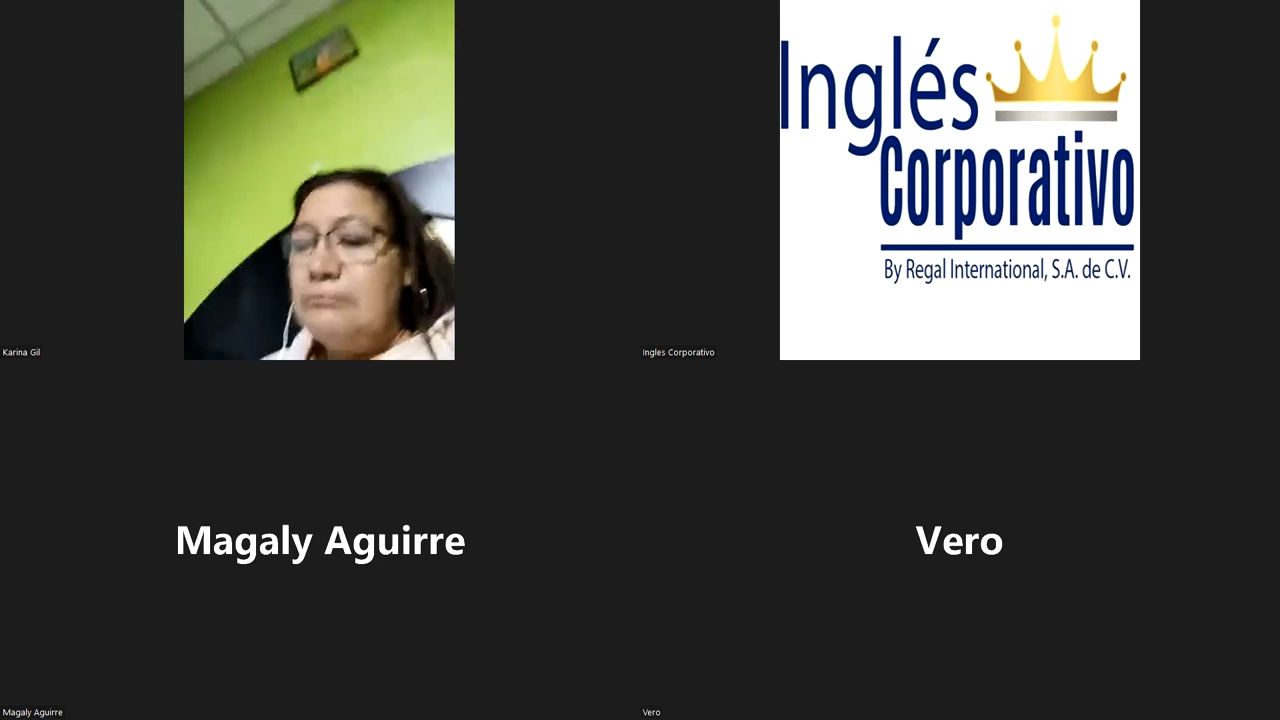 Inglés
Corporativo
By Regal International, S.A. de C.V.
Karina Gil
Ingles Corporativo
Magaly Aguirre
Vero
Magaly Aguirre
Vero